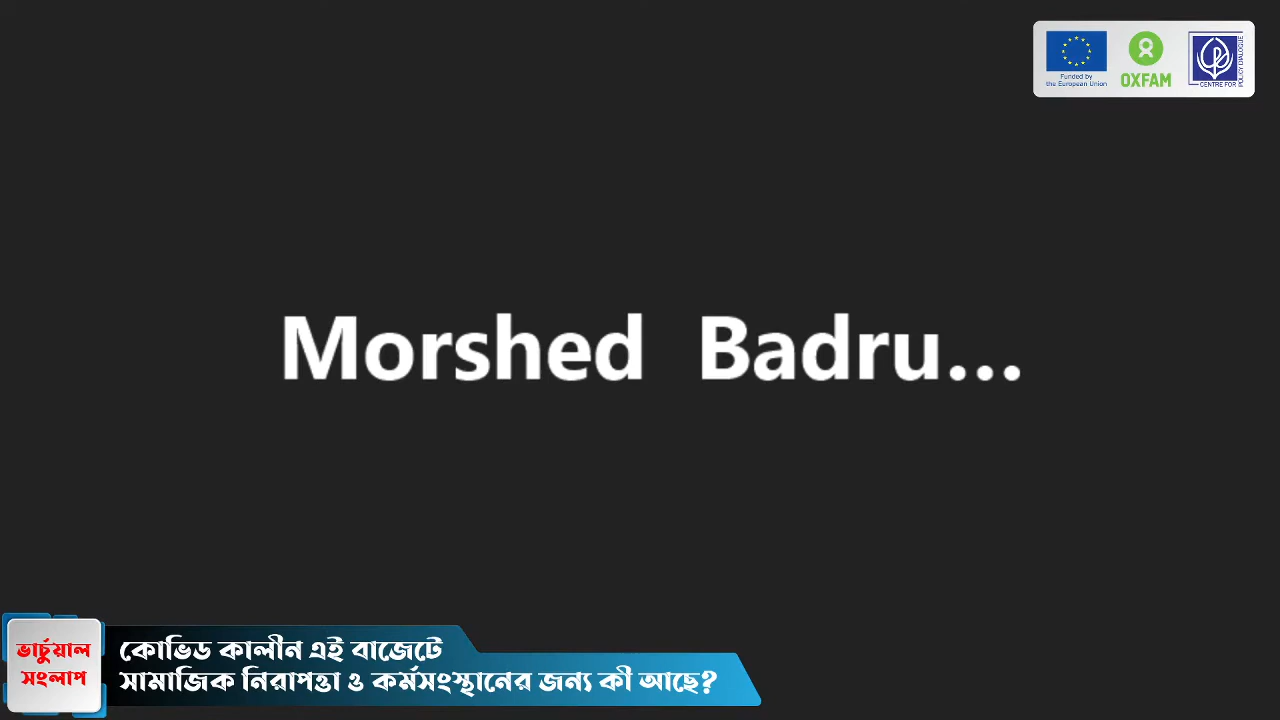 Funded by
the European Union
OXFAM
CENTRE FOR
POLICY DIALOGUE
Morshed Badru...
ভার্চুয়াল
সংলাপ
কোভিড কালীন এই বাজেটে
সামাজিক নিরাপত্তা ও কর্মসংস্থানের জন্য কী আছে?